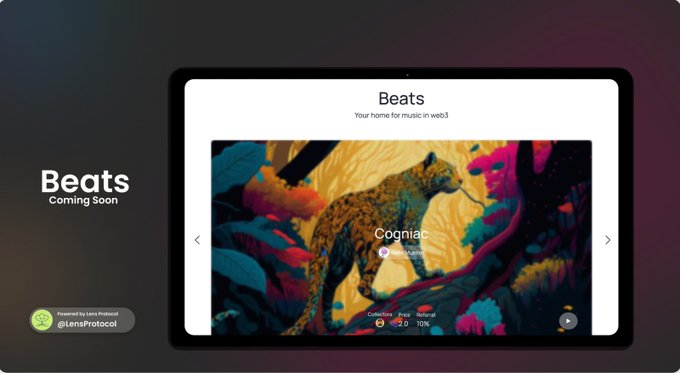 Beats
Coming Soon
Powered by Lens Protocol
@LensProtocol
Beats
Your home for music in web3
Cogniac
Collectors
Price
2.0
Referral
10%